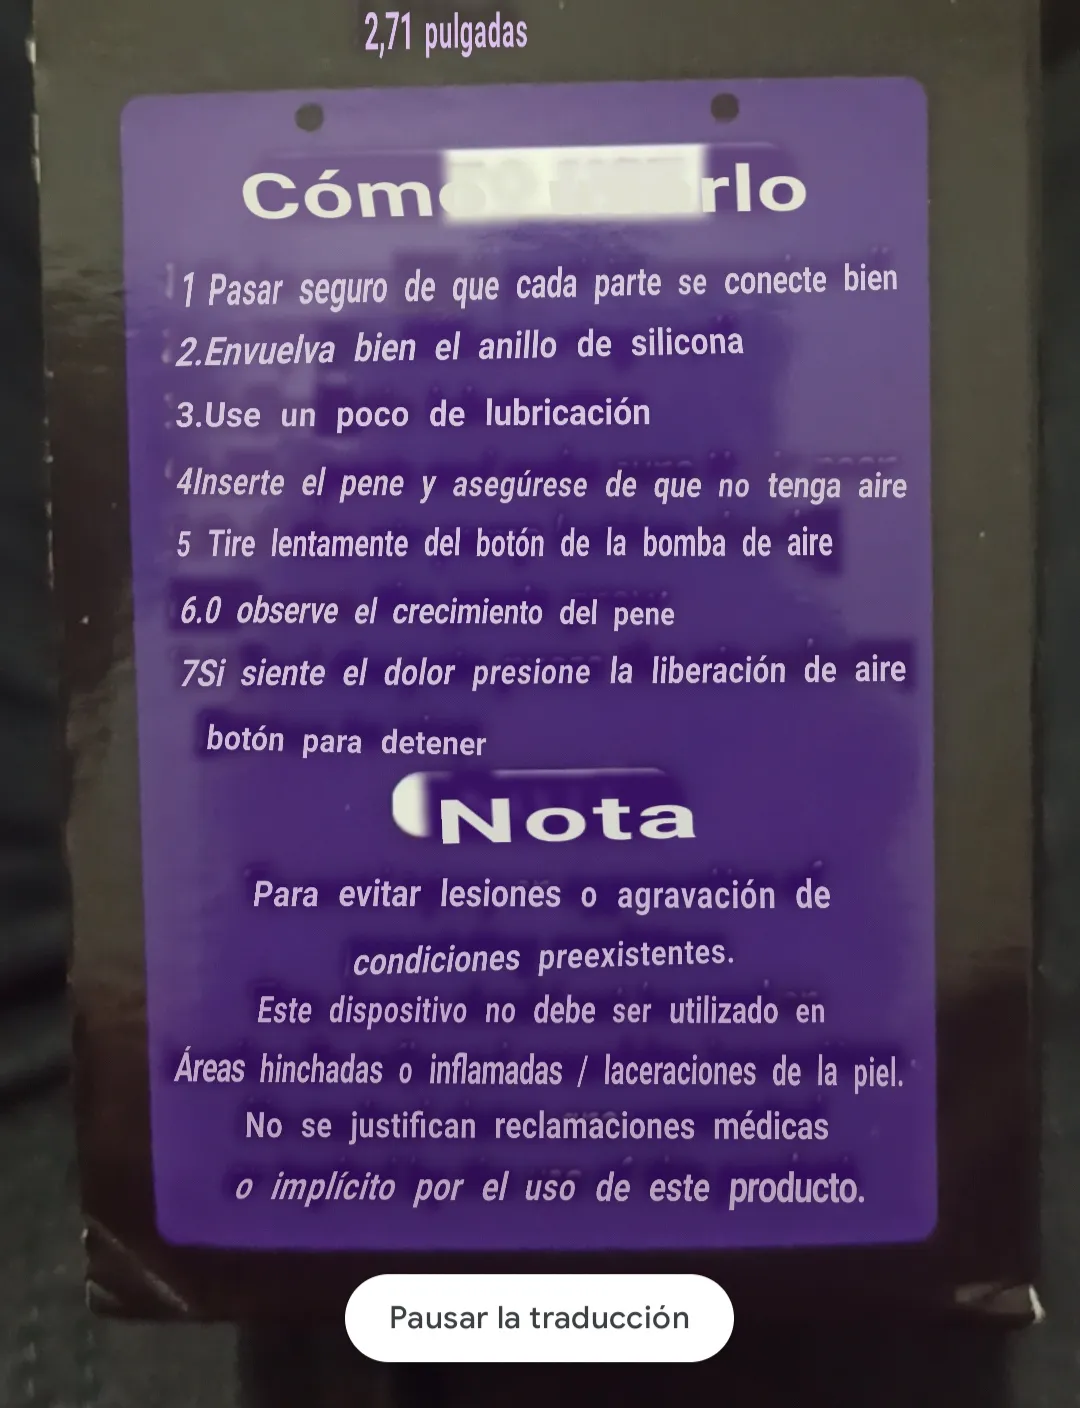 2,71 pulgadas
Cómo rlo
1 Pasar seguro de que cada parte se conecte bien
2.Envuelva bien el anillo de silicona
3.Use un poco de lubricación
4Inserte el pene y asegúrese de que no tenga aire
5 Tire lentamente del botón de la bomba de aire
6.0 observe el crecimiento del pene
7Si siente el dolor presione la liberación de aire
botón para detener
Nota
Para evitar lesiones o agravación de
condiciones preexistentes.
Este dispositivo no debe ser utilizado en
Áreas hinchadas o inflamadas / laceraciones de la piel.
No se justifican reclamaciones médicas
o implícito por el uso de este producto.
Pausar la traducción